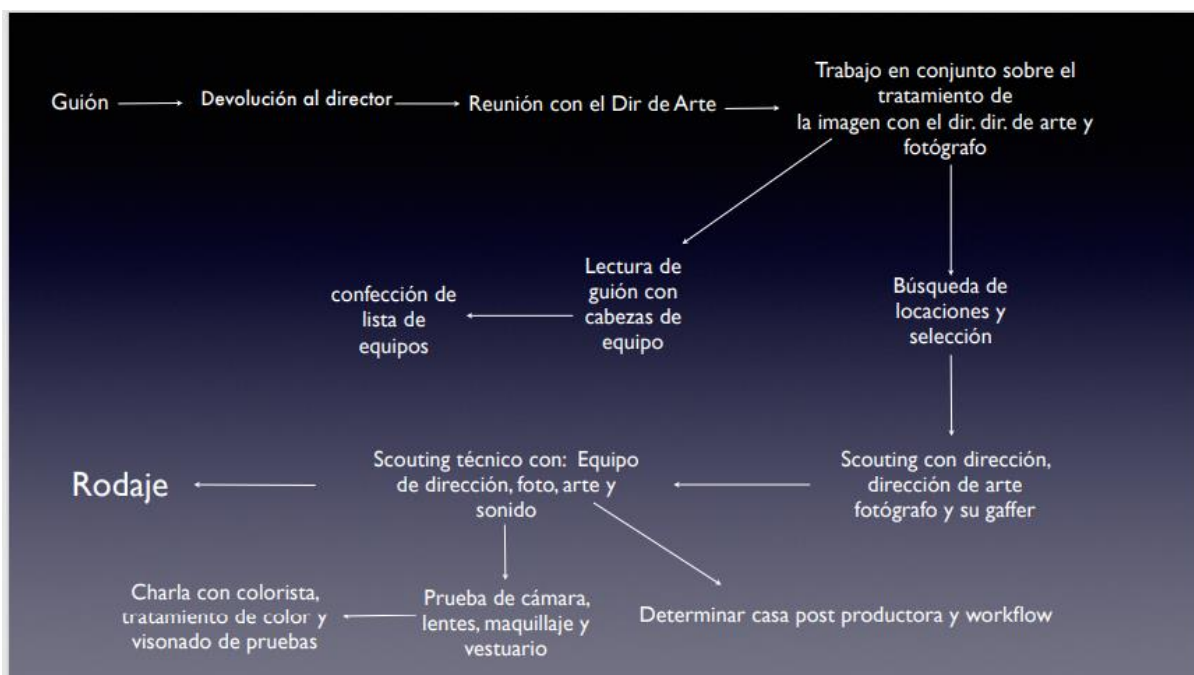 Guión
Devolución al director
Reunión con el Dir de Arte
Trabajo en conjunto sobre el
tratamiento de
la imagen con el dir. dir. de arte y
fotógrafo
Lectura de
guión con
cabezas de
equipo
confección de
lista de
equipos
Búsqueda de
locaciones y
selección
Scouting con dirección,
dirección de arte
fotógrafo y su gaffer
Scouting técnico con: Equipo
de dirección, foto, arte y
sonido
Rodaje
Prueba de cámara,
lentes, maquillaje y
vestuario
Charla con colorista,
tratamiento de color y
visonado de pruebas
Determinar casa post productora y workflow